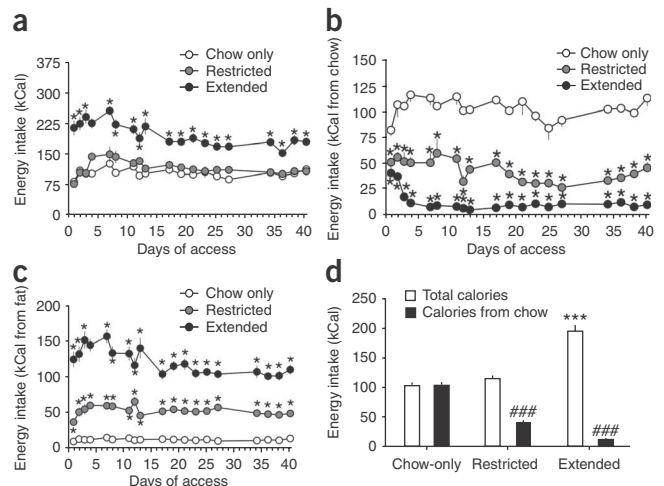 a
Energy intake (kCal)
375
300
225
150
75
0
Chow only
Restricted
Extended
0 5 10 15 20 25 30 35 40
Days of access
b
Energy intake (kCal from chow)
150
125
100
75
50
25
0
Chow only
Restricted
Extended
0 5 10 15 20 25 30 35 40
Days of access
c
Energy intake (kCal from fat)
200
150
100
50
0
Chow only
Restricted
Extended
0 5 10 15 20 25 30 35 40
Days of access
d
Energy intake (kCal)
250
200
150
100
50
0
Total calories
Calories from chow
***
###
###
Chow-only Restricted Extended